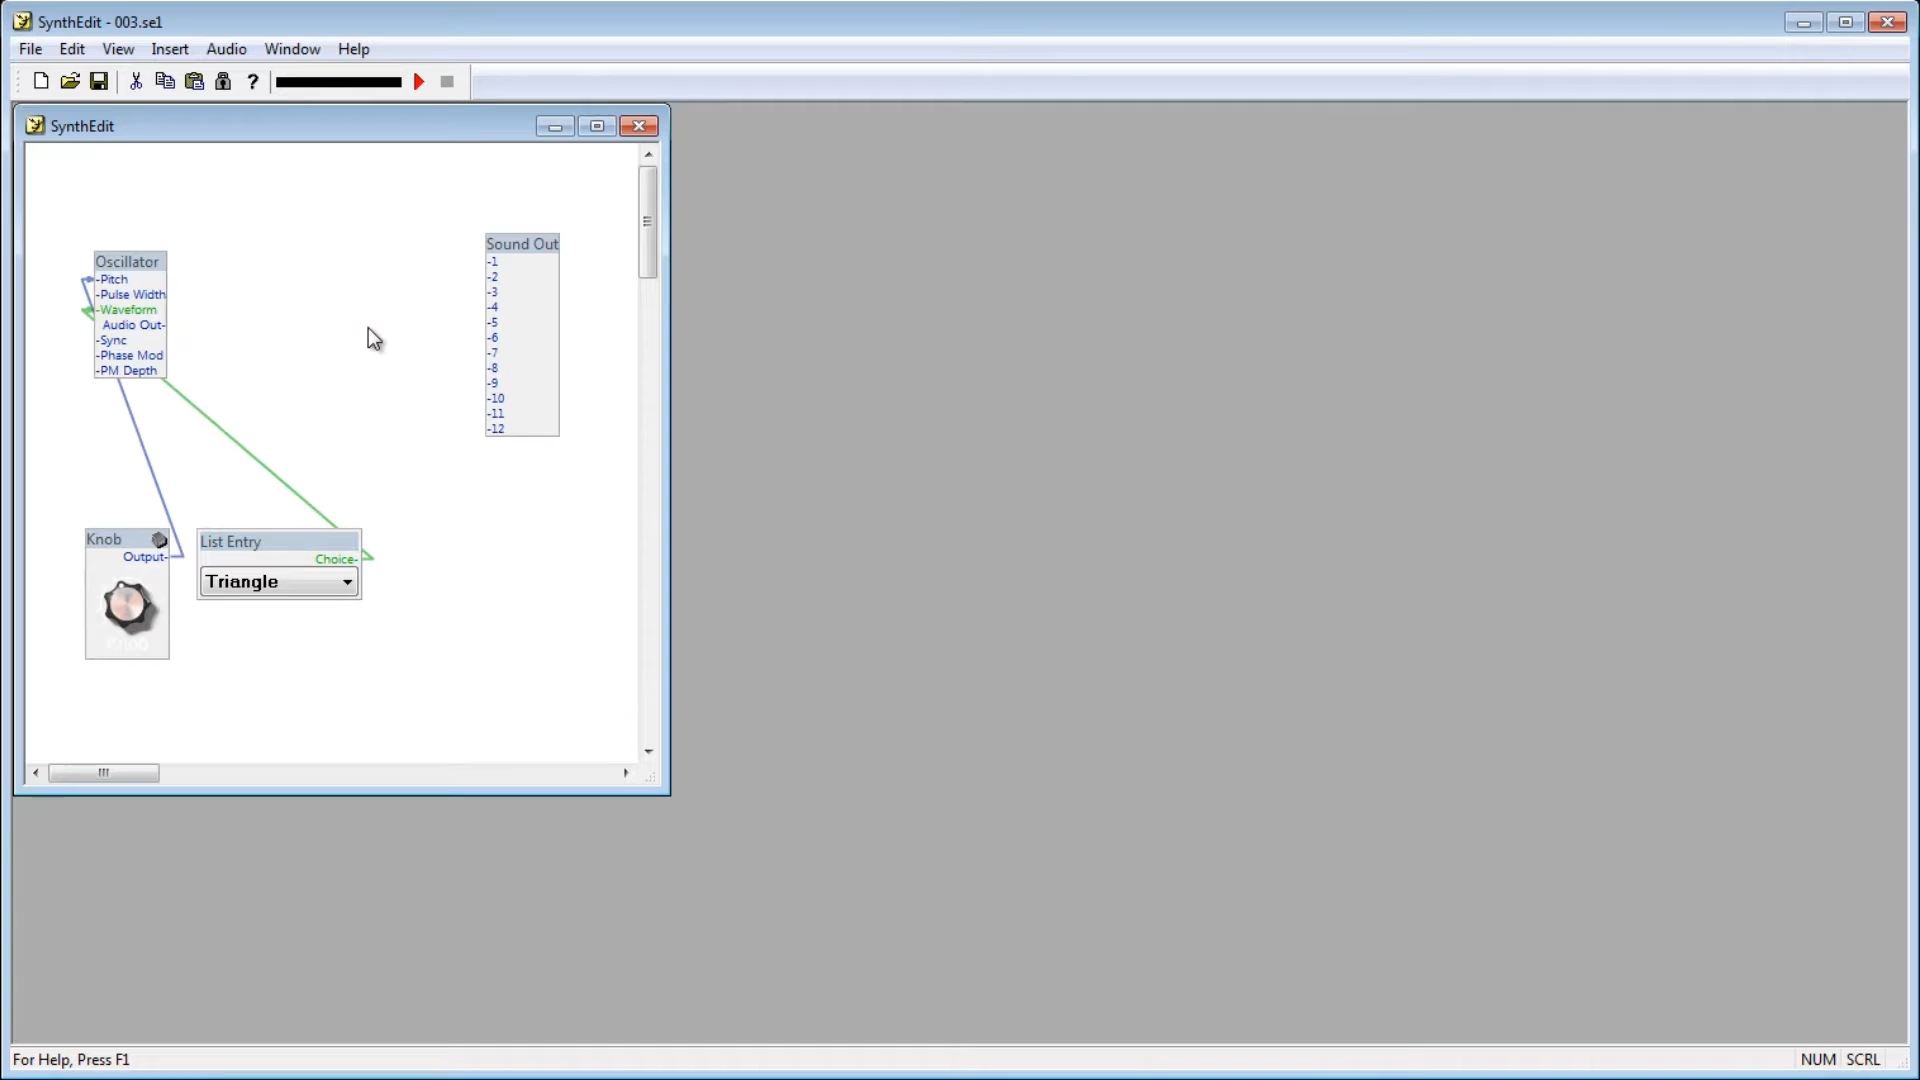 SynthEdit - 003.se1
File Edit View Insert Audio Window Help
SynthEdit
Oscillator
-Pitch
-Pulse Width
-Waveform
Audio Out-
-Sync
-Phase Mod
-PM Depth
Sound Out
-1
-2
-3
-4
-5
-6
-7
-8
-9
-10
-11
-12
Knob
Output-
List Entry
Choice-
Triangle
For Help, Press F1
NUM SCRL